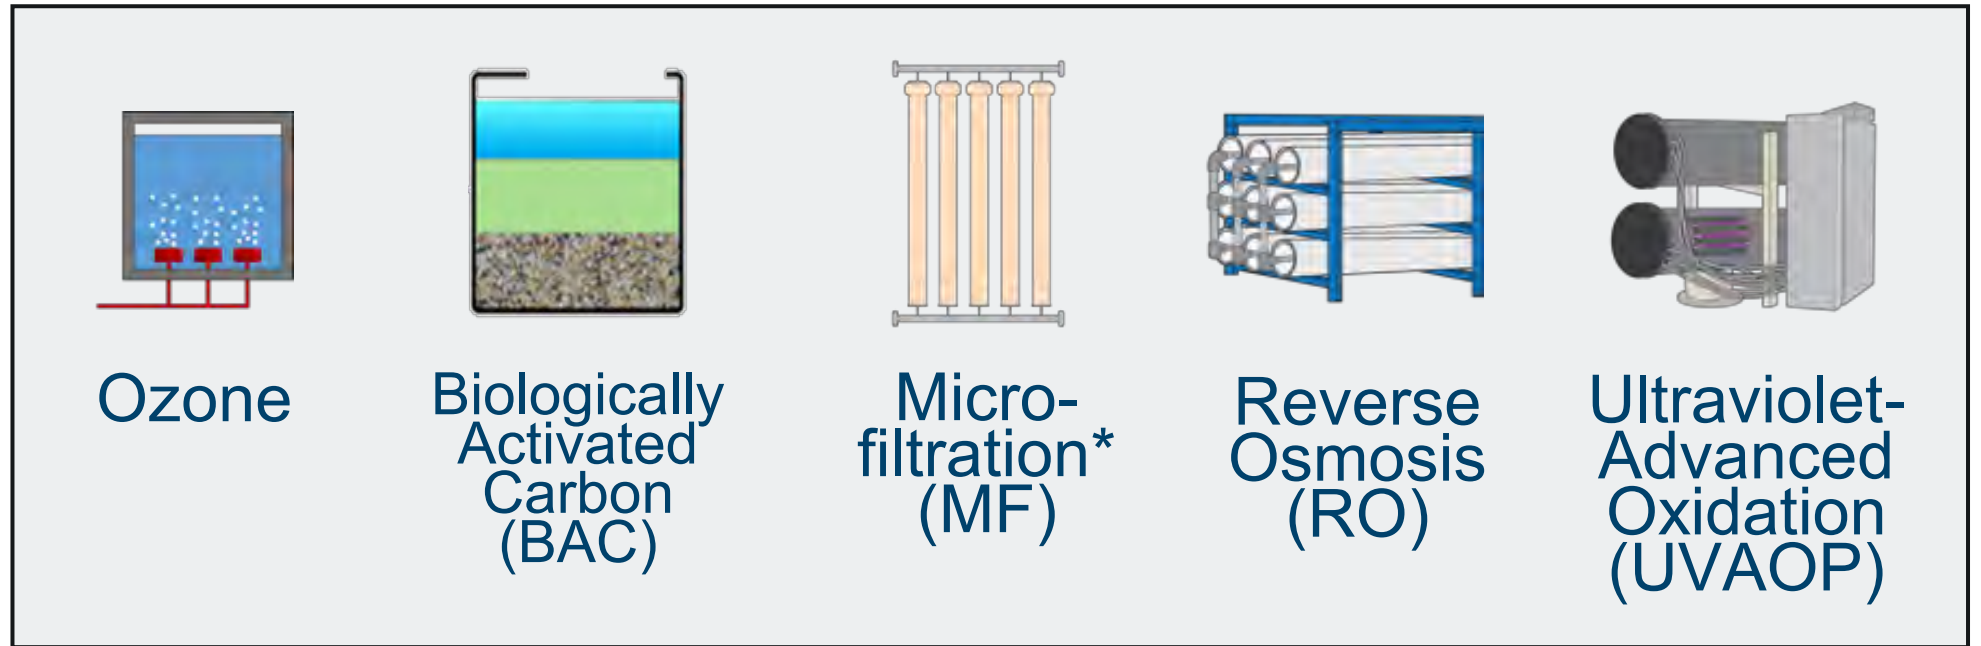 Ozone
Biologically
Activated
Carbon
(BAC)
Micro-
filtration*
(MF)
Reverse
Osmosis
(RO)
Ultraviolet-
Advanced
Oxidation
(UVAOP)